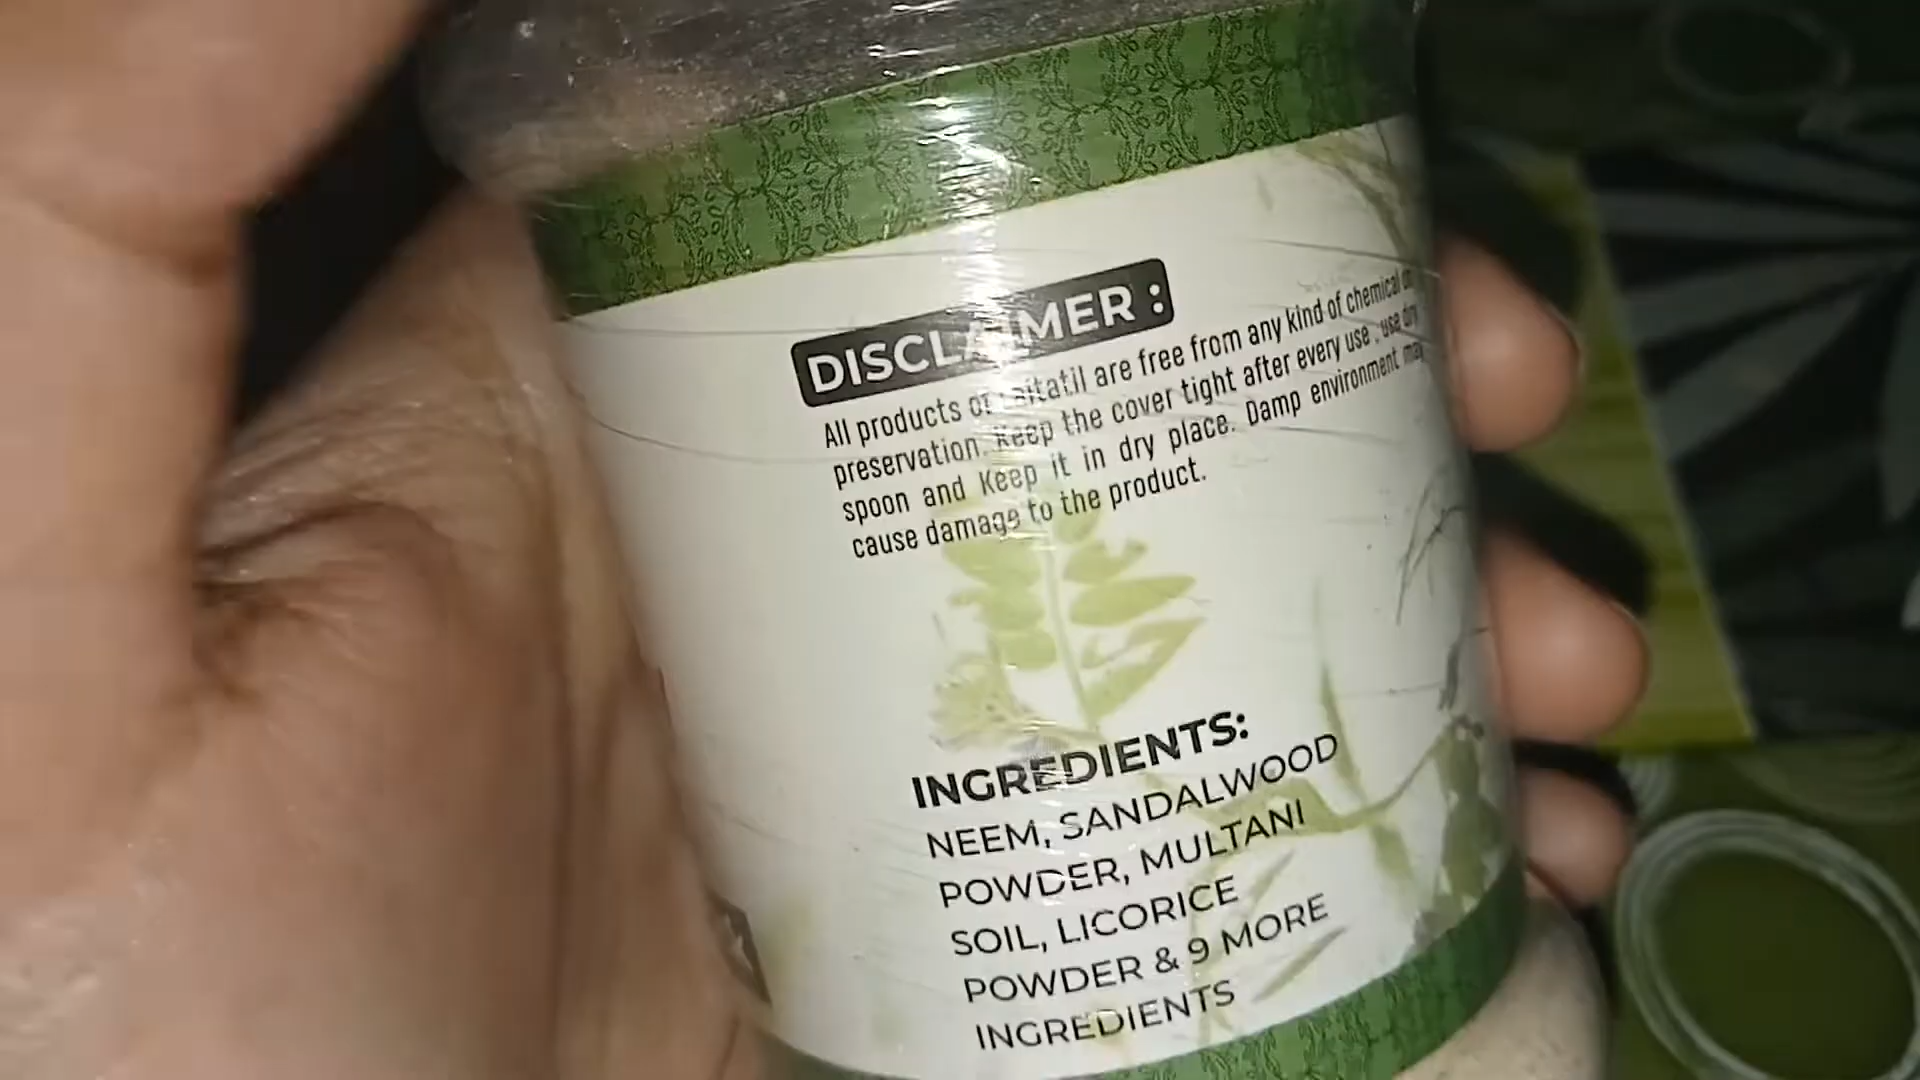 DISCLAIMER :
All products of aitatil are free from any kind of chemical or
preservation. Keep the cover tight after every use , use dry
spoon and Keep it in dry place. Damp environment may
cause damage to the product.
INGREDIENTS:
NEEM, SANDALWOOD
POWDER, MULTANI
SOIL, LICORICE
POWDER & 9 MORE
INGREDIENTS